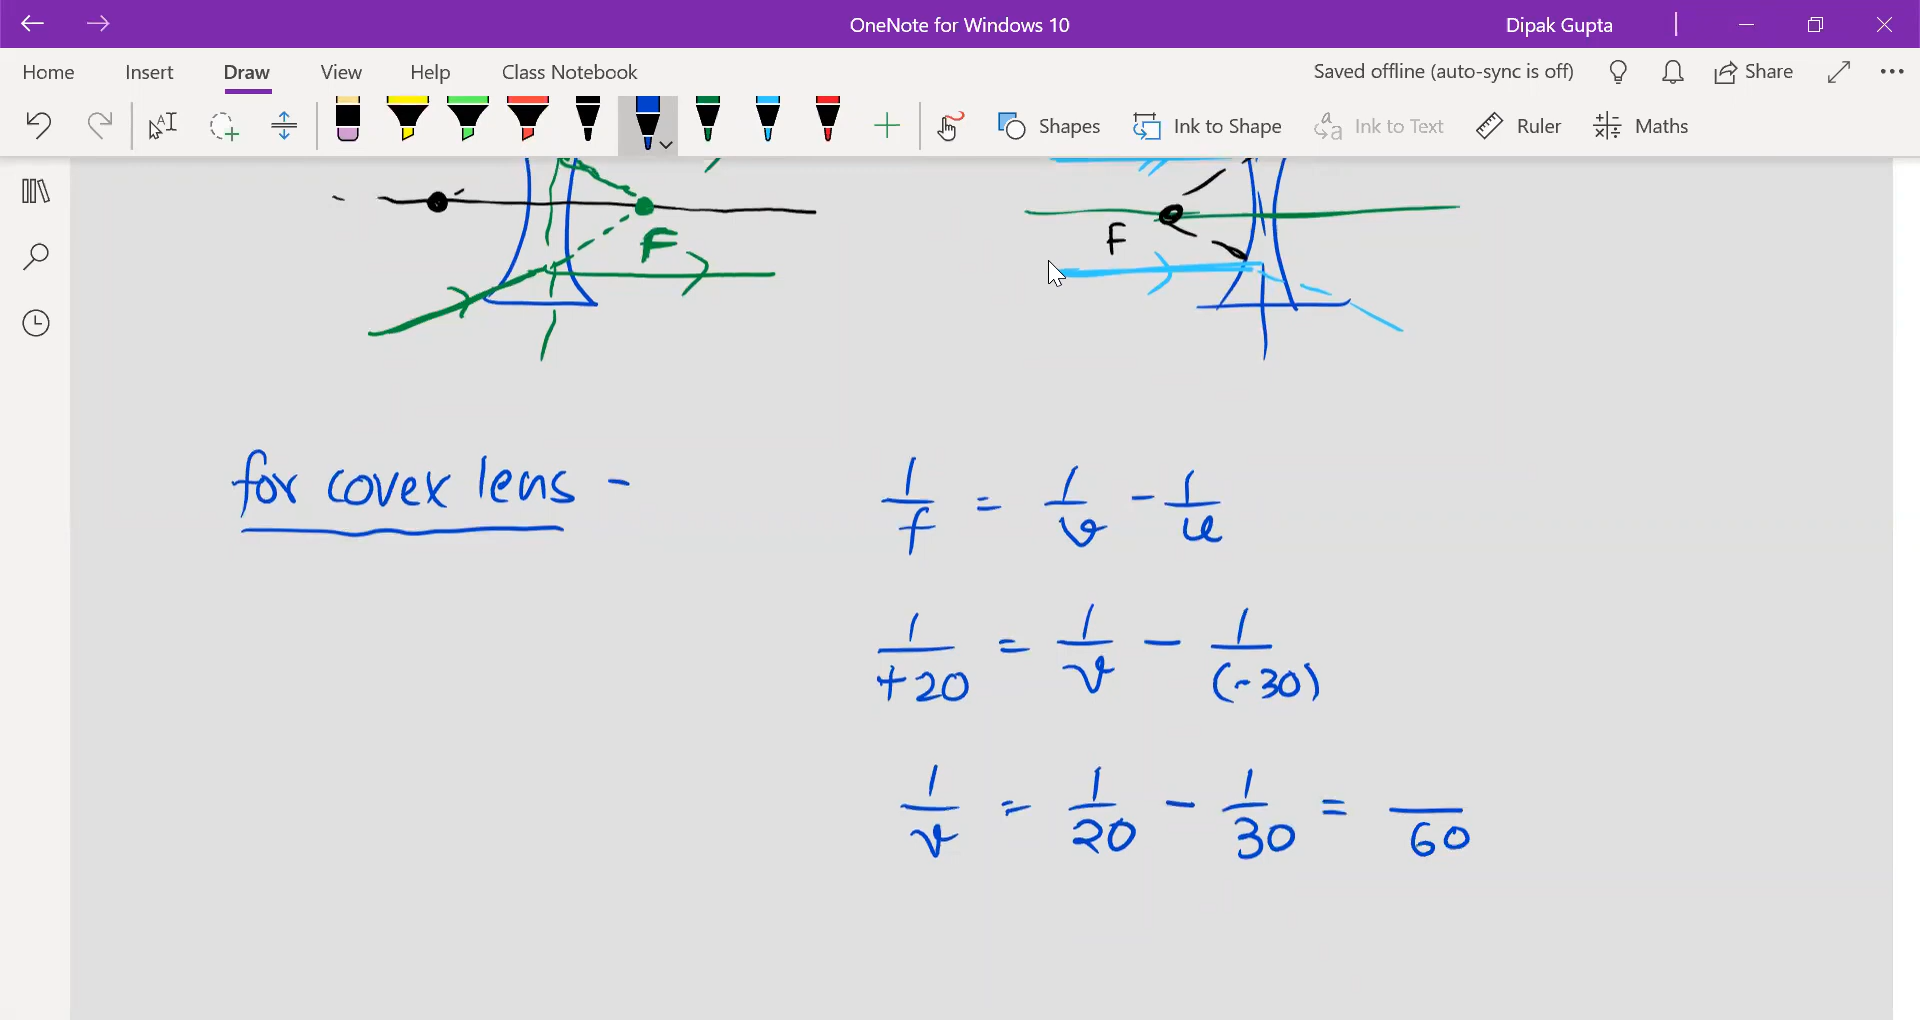 OneNote for Windows 10
Dipak Gupta
Home Insert Draw View Help Class Notebook
Saved offline (auto-sync is off) Share
Shapes Ink to Shape Ink to Text Ruler Maths
F
F
for covex lens -
1/f = 1/v - 1/u
1/+20 = 1/v - 1/(-30)
1/v = 1/20 - 1/30 = /60